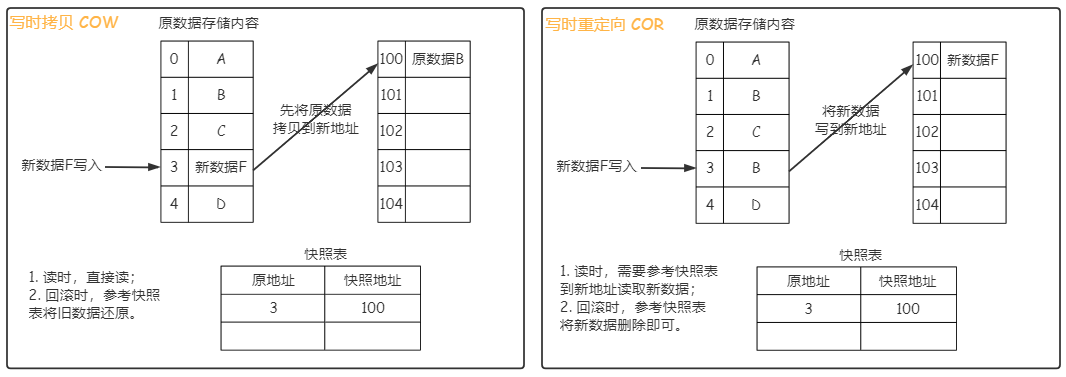 写时拷贝 COW
原数据存储内容
0 A
1 B
2 C
3 新数据F
4 D
新数据F写入
先将原数据
拷贝到新地址
100 原数据B
101
102
103
104
快照表
原地址 快照地址
3 100
1. 读时，直接读；
2. 回滚时，参考快照
表将旧数据还原。
写时重定向 COR
原数据存储内容
0 A
1 B
2 C
3 B
4 D
新数据F写入
将新数据
写到新地址
100 新数据F
101
102
103
104
快照表
原地址 快照地址
3 100
1. 读时，需要参考快照表
到新地址读取新数据；
2. 回滚时，参考快照表
将新数据删除即可。